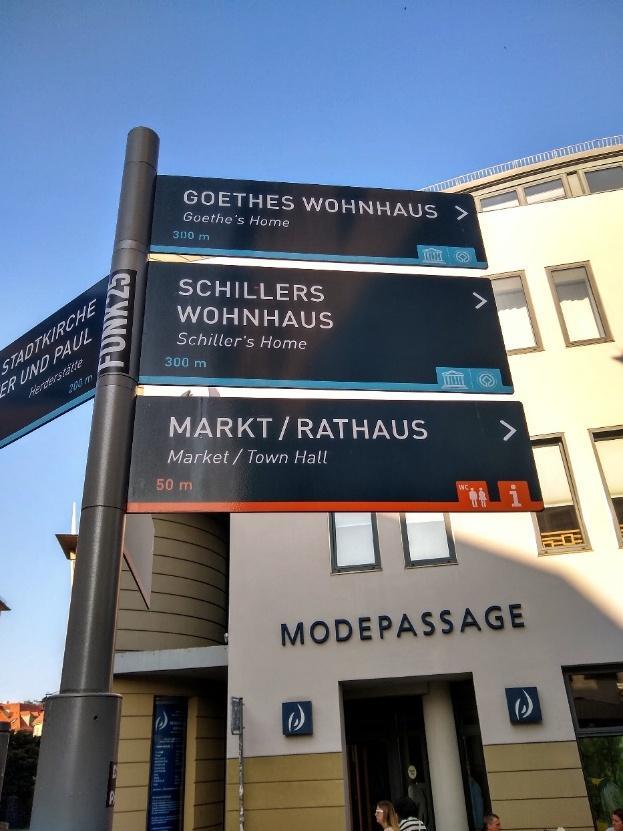 GOETHES WOHNHAUS
Goethe's Home
300 m
SCHILLERS
WOHNHAUS
Schiller's Home
300 m
MARKT / RATHAUS
Market / Town Hall
50 m
WC
i
STADTKIRCHE
ER UND PAUL
Herderstätte
200 m
FUNX25
MODEPASSAGE